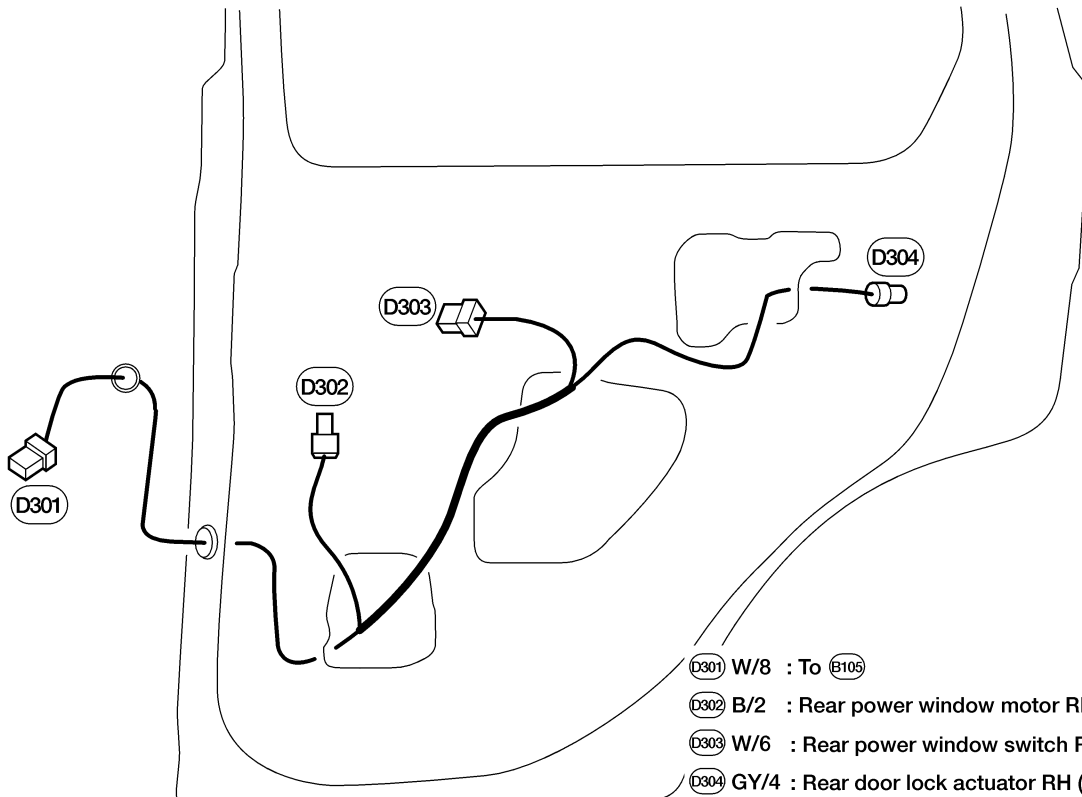 D304
D303
D302
D301
D301 W/8 : To B105
D302 B/2 : Rear power window motor
D303 W/6 : Rear power window switch
D304 GY/4 : Rear door lock actuator RH (